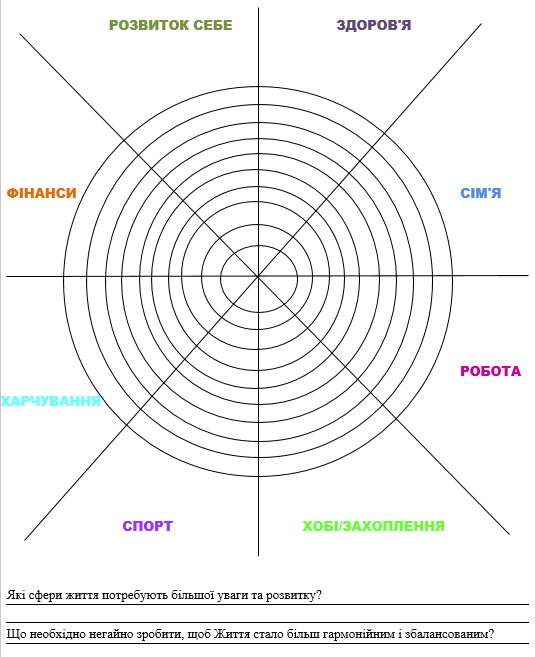 РОЗВИТОК СЕБЕ
ЗДОРОВ'Я
ФІНАНСИ
СІМ'Я
РОБОТА
ХАРЧУВАННЯ
СПОРТ
ХОБІ/ЗАХОПЛЕННЯ
Які сфери життя потребують більшої уваги та розвитку?
Що необхідно негайно зробити, щоб Життя стало більш гармонійним і збалансованим?